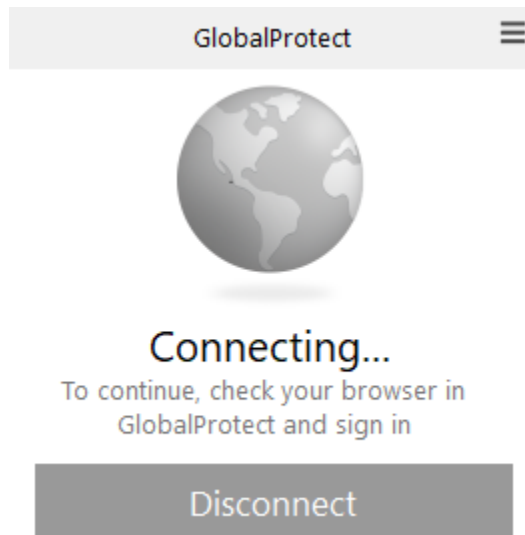 GlobalProtect
Connecting...
To continue, check your browser in
GlobalProtect and sign in
Disconnect